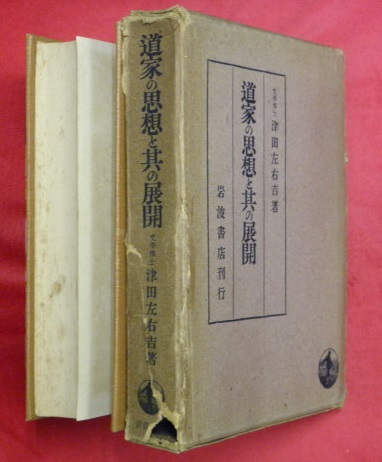 道家の思想と其の展開
文学博士 津田左右吉著
道家の思想と其の展開
文学博士 津田左右吉著
岩波書店刊行